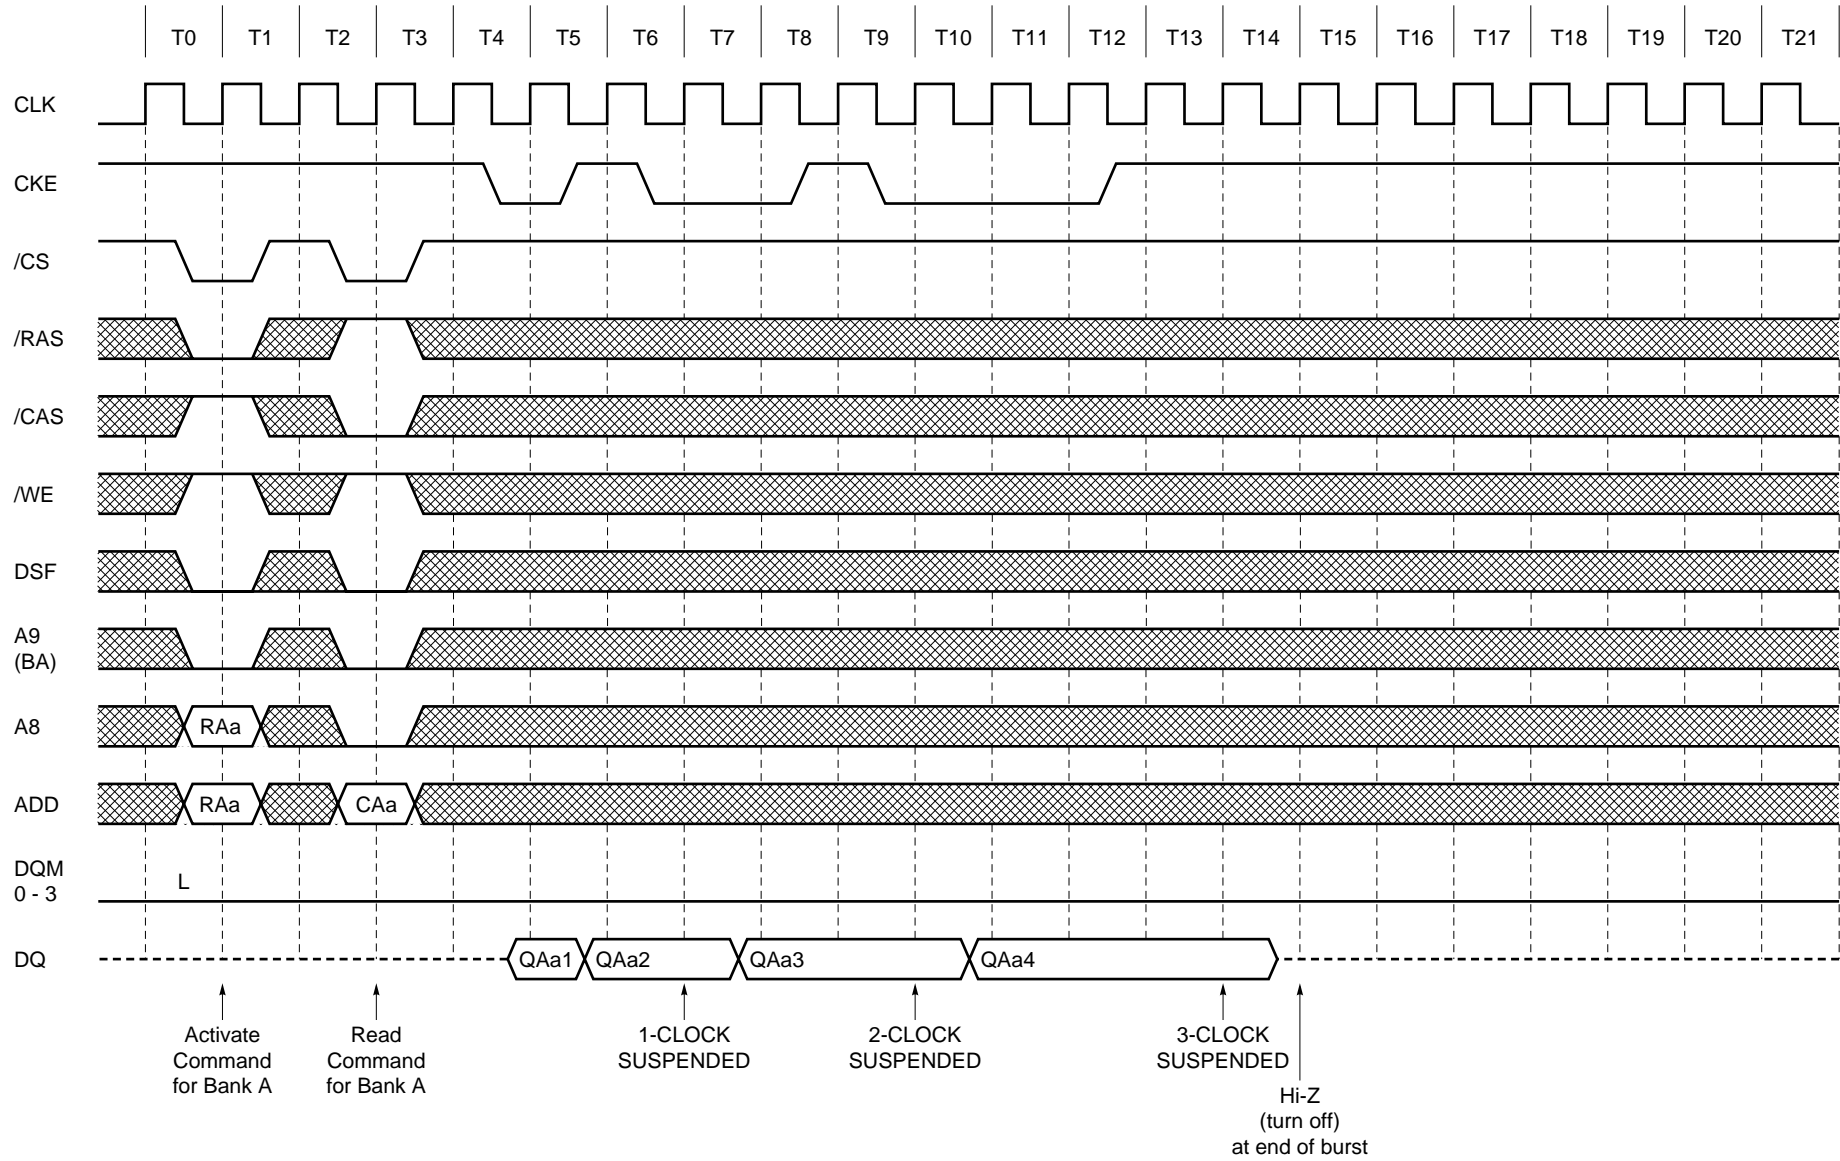 T0 T1 T2 T3 T4 T5 T6 T7 T8 T9 T10 T11 T12 T13 T14 T15 T16 T17 T18 T19 T20 T21
CLK
CKE
/CS
/RAS
/CAS
/WE
DSF
A9
(BA)
A8 RAa
ADD RAa CAa
DQM
0 - 3
L
DQ QAa1 QAa2 QAa3 QAa4
Activate
Command
for Bank A
Read
Command
for Bank A
1-CLOCK
SUSPENDED
2-CLOCK
SUSPENDED
3-CLOCK
SUSPENDED
Hi-Z
(turn off)
at end of burst